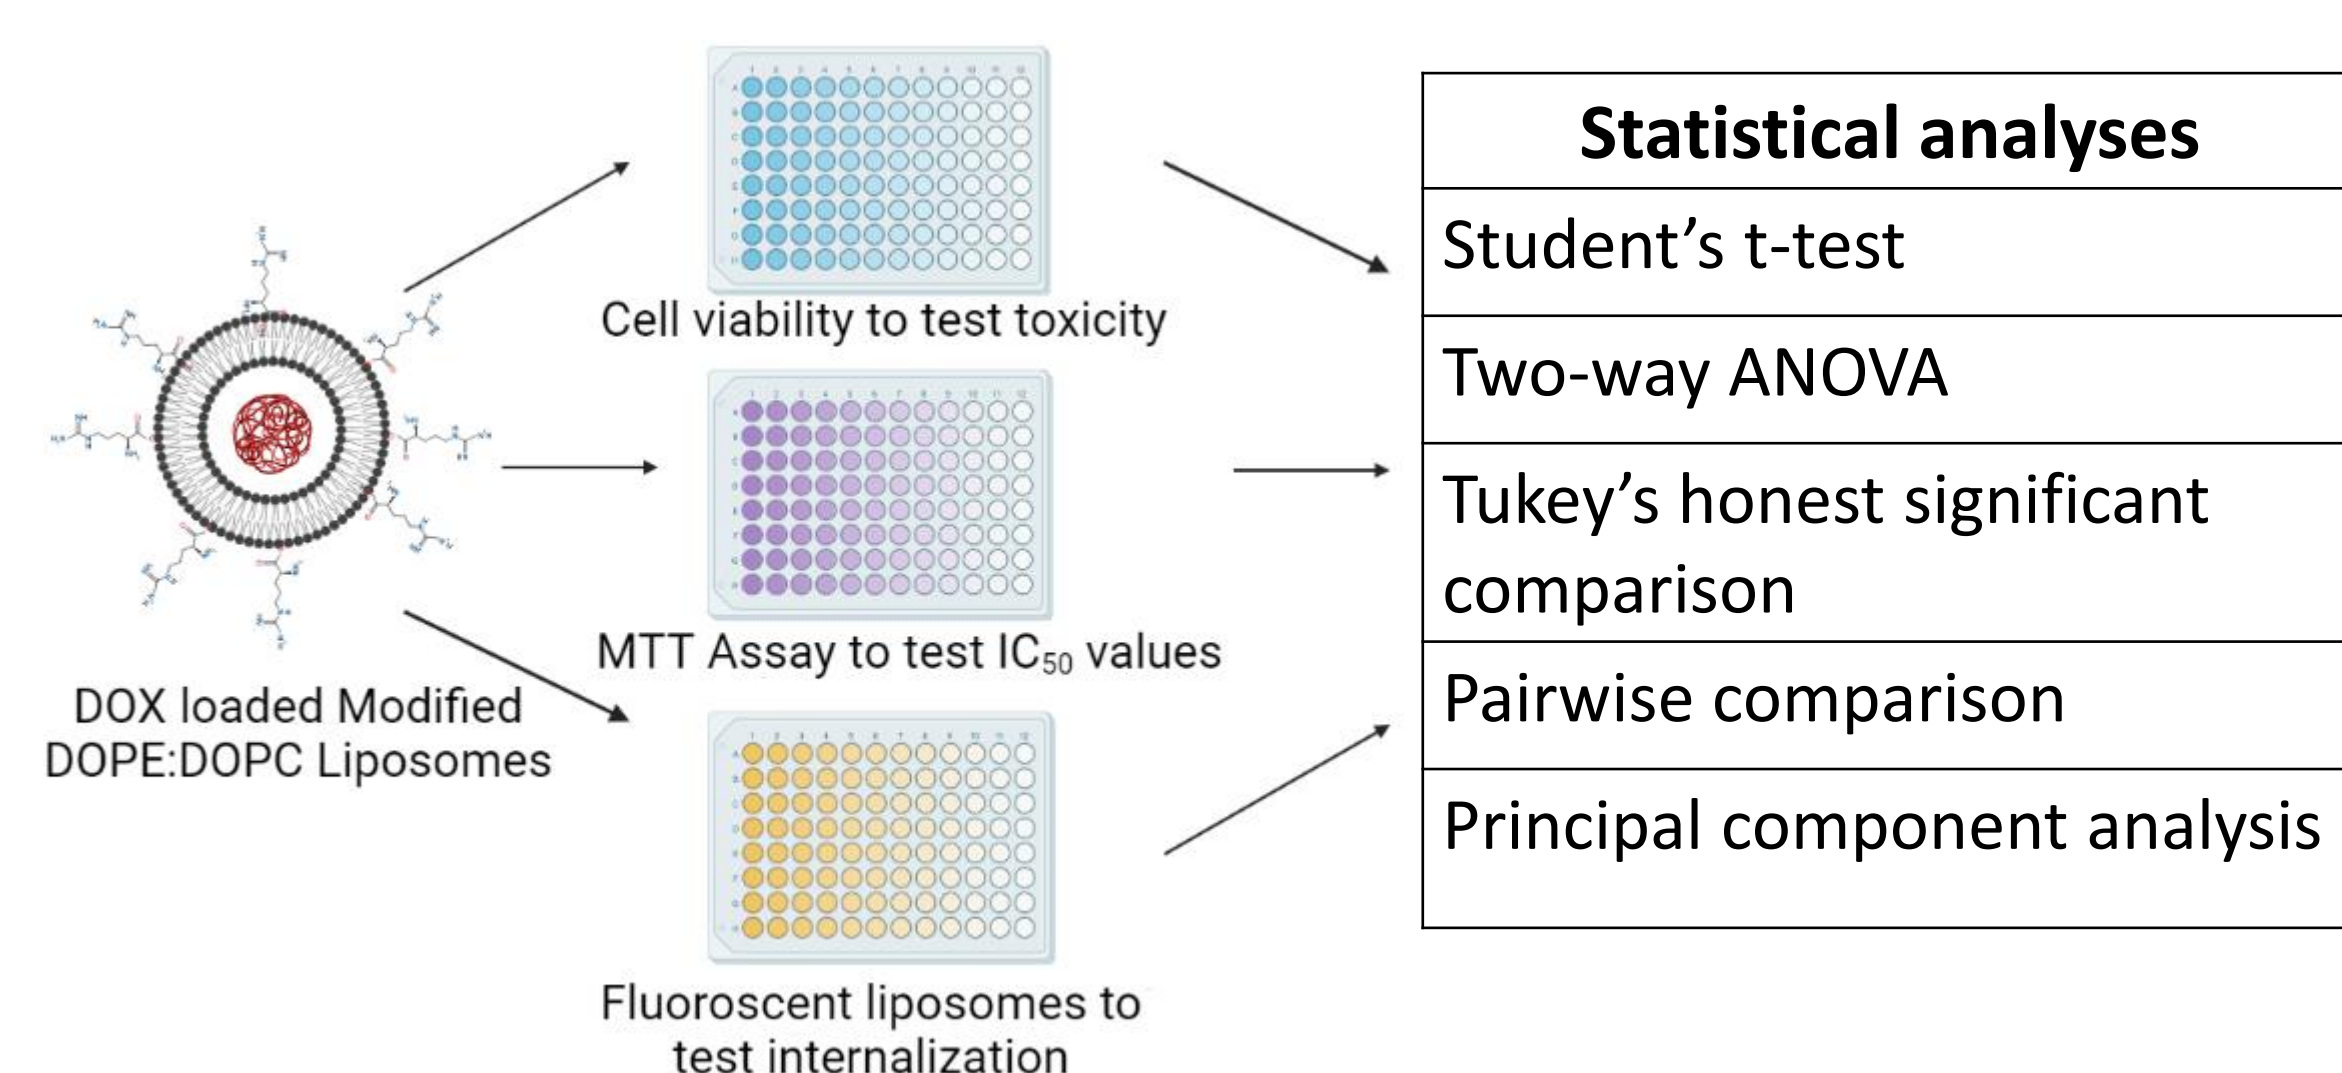 Cell viability to test toxicity
MTT Assay to test IC₅₀ values
DOX loaded Modified
DOPE:DOPC Liposomes
Fluoroscent liposomes to
test internalization
Statistical analyses
Student’s t-test
Two-way ANOVA
Tukey’s honest significant
comparison
Pairwise comparison
Principal component analysis